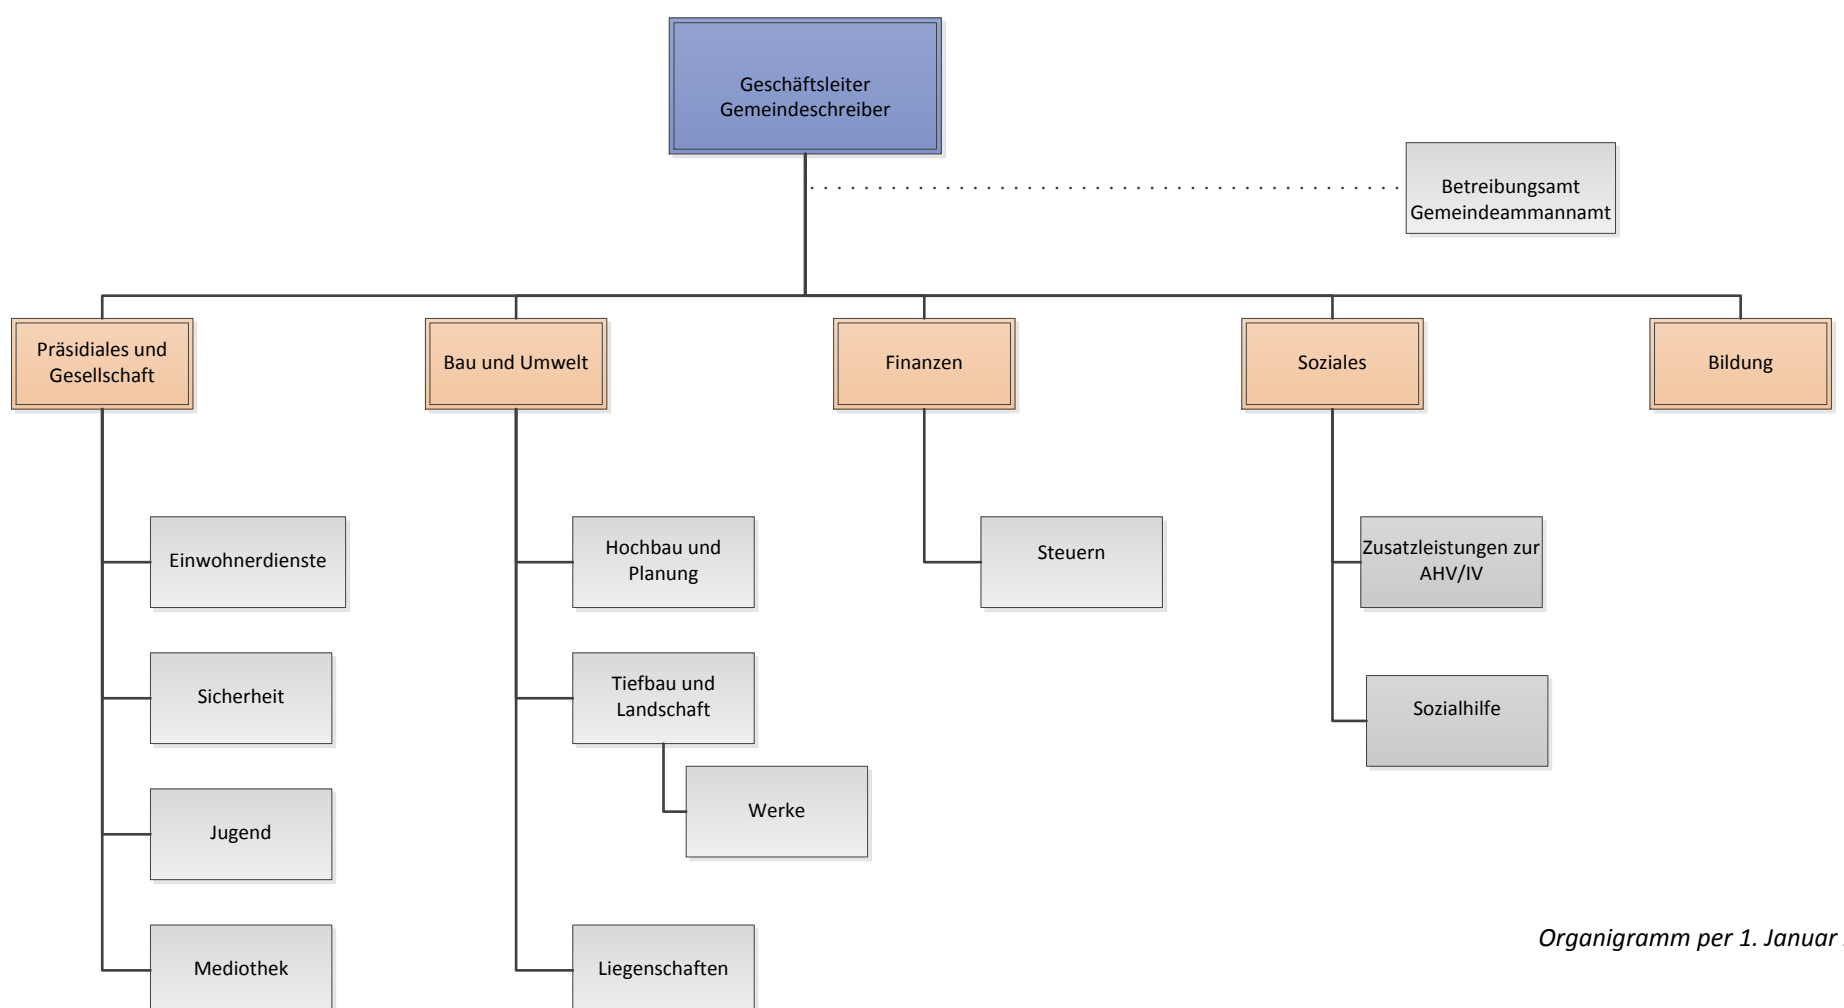 Geschäftsleiter
Gemeindeschreiber
Betreibungsamt
Gemeindeammannamt
Präsidiales und
Gesellschaft
Bau und Umwelt
Finanzen
Soziales
Bildung
Einwohnerdienste
Hochbau und
Planung
Steuern
Zusatzleistungen zur
AHV/IV
Sicherheit
Tiefbau und
Landschaft
Sozialhilfe
Jugend
Werke
Mediothek
Liegenschaften
Organigramm per 1. Januar